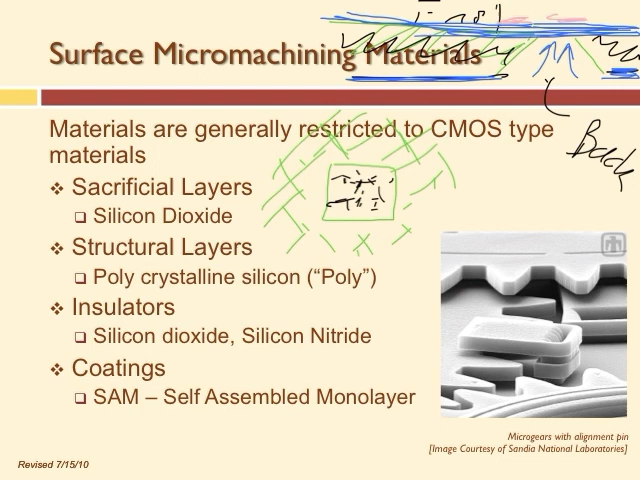 Surface Micromachining Materials
Materials are generally restricted to CMOS type
materials
❖ Sacrificial Layers
❑ Silicon Dioxide
❖ Structural Layers
❑ Poly crystalline silicon (“Poly”)
❖ Insulators
❑ Silicon dioxide, Silicon Nitride
❖ Coatings
❑ SAM – Self Assembled Monolayer
Back
Microgears with alignment pin
[Image Courtesy of Sandia National Laboratories]
Revised 7/15/10